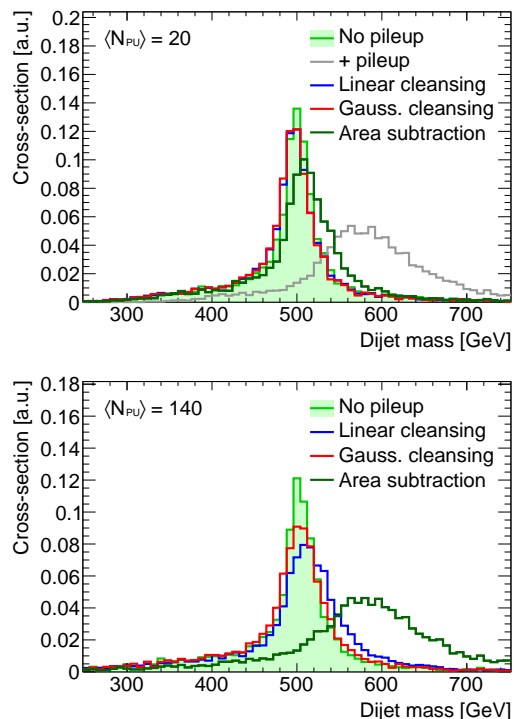 ⟨N_PU⟩ = 20
No pileup
+ pileup
Linear cleansing
Gauss. cleansing
Area subtraction
Cross-section [a.u.]
0.2
0.18
0.16
0.14
0.12
0.1
0.08
0.06
0.04
0.02
0
300 400 500 600 700
Dijet mass [GeV]
⟨N_PU⟩ = 140
No pileup
Linear cleansing
Gauss. cleansing
Area subtraction
Cross-section [a.u.]
0.18
0.16
0.14
0.12
0.1
0.08
0.06
0.04
0.02
0
300 400 500 600 700
Dijet mass [GeV]